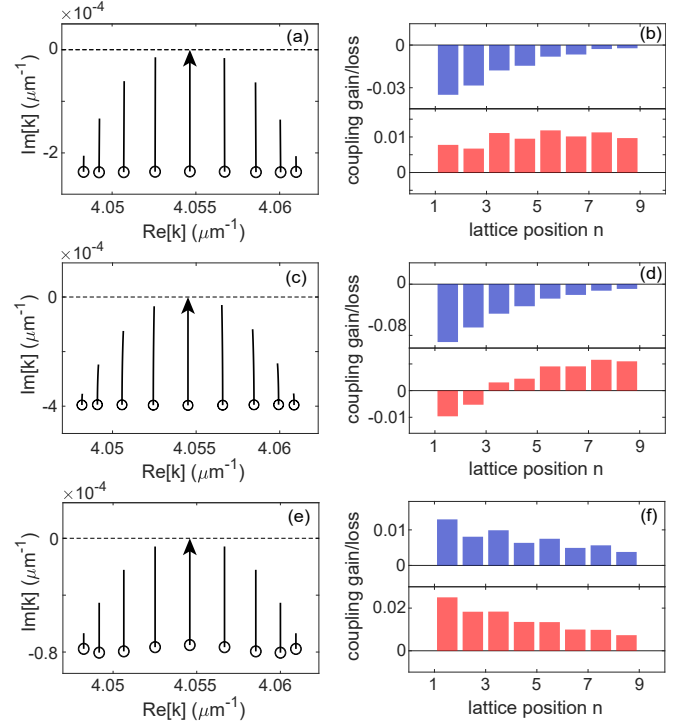 ×10⁻⁴
(a)
0
-2
Im[k] (μm⁻¹)
4.05 4.055 4.06
Re[k] (μm⁻¹)
(b)
0
-0.03
0.01
0
coupling gain/loss
1 3 5 7 9
lattice position n
×10⁻⁴
(c)
0
-4
Im[k] (μm⁻¹)
4.05 4.055 4.06
Re[k] (μm⁻¹)
(d)
0
-0.08
0
-0.01
coupling gain/loss
1 3 5 7 9
lattice position n
×10⁻⁴
(e)
0
-0.8
Im[k] (μm⁻¹)
4.05 4.055 4.06
Re[k] (μm⁻¹)
(f)
0.01
0
0.02
0
coupling gain/loss
1 3 5 7 9
lattice position n